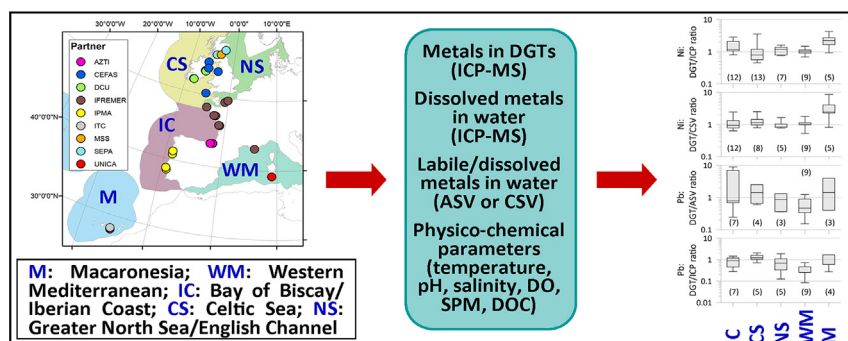 30°0'0"W
20°0'0"W
10°0'0"W
0°0'0"
10°0'0"E
Partner
AZTI
CEFAS
DCU
IFREMER
IPMA
ITC
MSS
SEPA
UNICA
CS
NS
IC
WM
M
40°0'0"N
30°0'0"N
M: Macaronesia; WM: Western
Mediterranean; IC: Bay of Biscay/
Iberian Coast; CS: Celtic Sea; NS:
Greater North Sea/English Channel
Metals in DGTs
(ICP-MS)
Dissolved metals
in water
(ICP-MS)
Labile/dissolved
metals in water
(ASV or CSV)
Physico-chemical
parameters
(temperature,
pH, salinity, DO,
SPM, DOC)
Ni:
DGT/ICP ratio
10
1
0.1
(12) (13) (7) (9) (5)
Ni:
DGT/CSV ratio
10
1
0.1
(12) (8) (5) (9) (5)
Pb:
DGT/ASV ratio
10
1
0.1
(9)
(7) (4) (3) (3)
Pb:
DGT/ICP ratio
10
1
0.1
0.01
(7) (5) (5) (9) (4)
CS
NS
WM